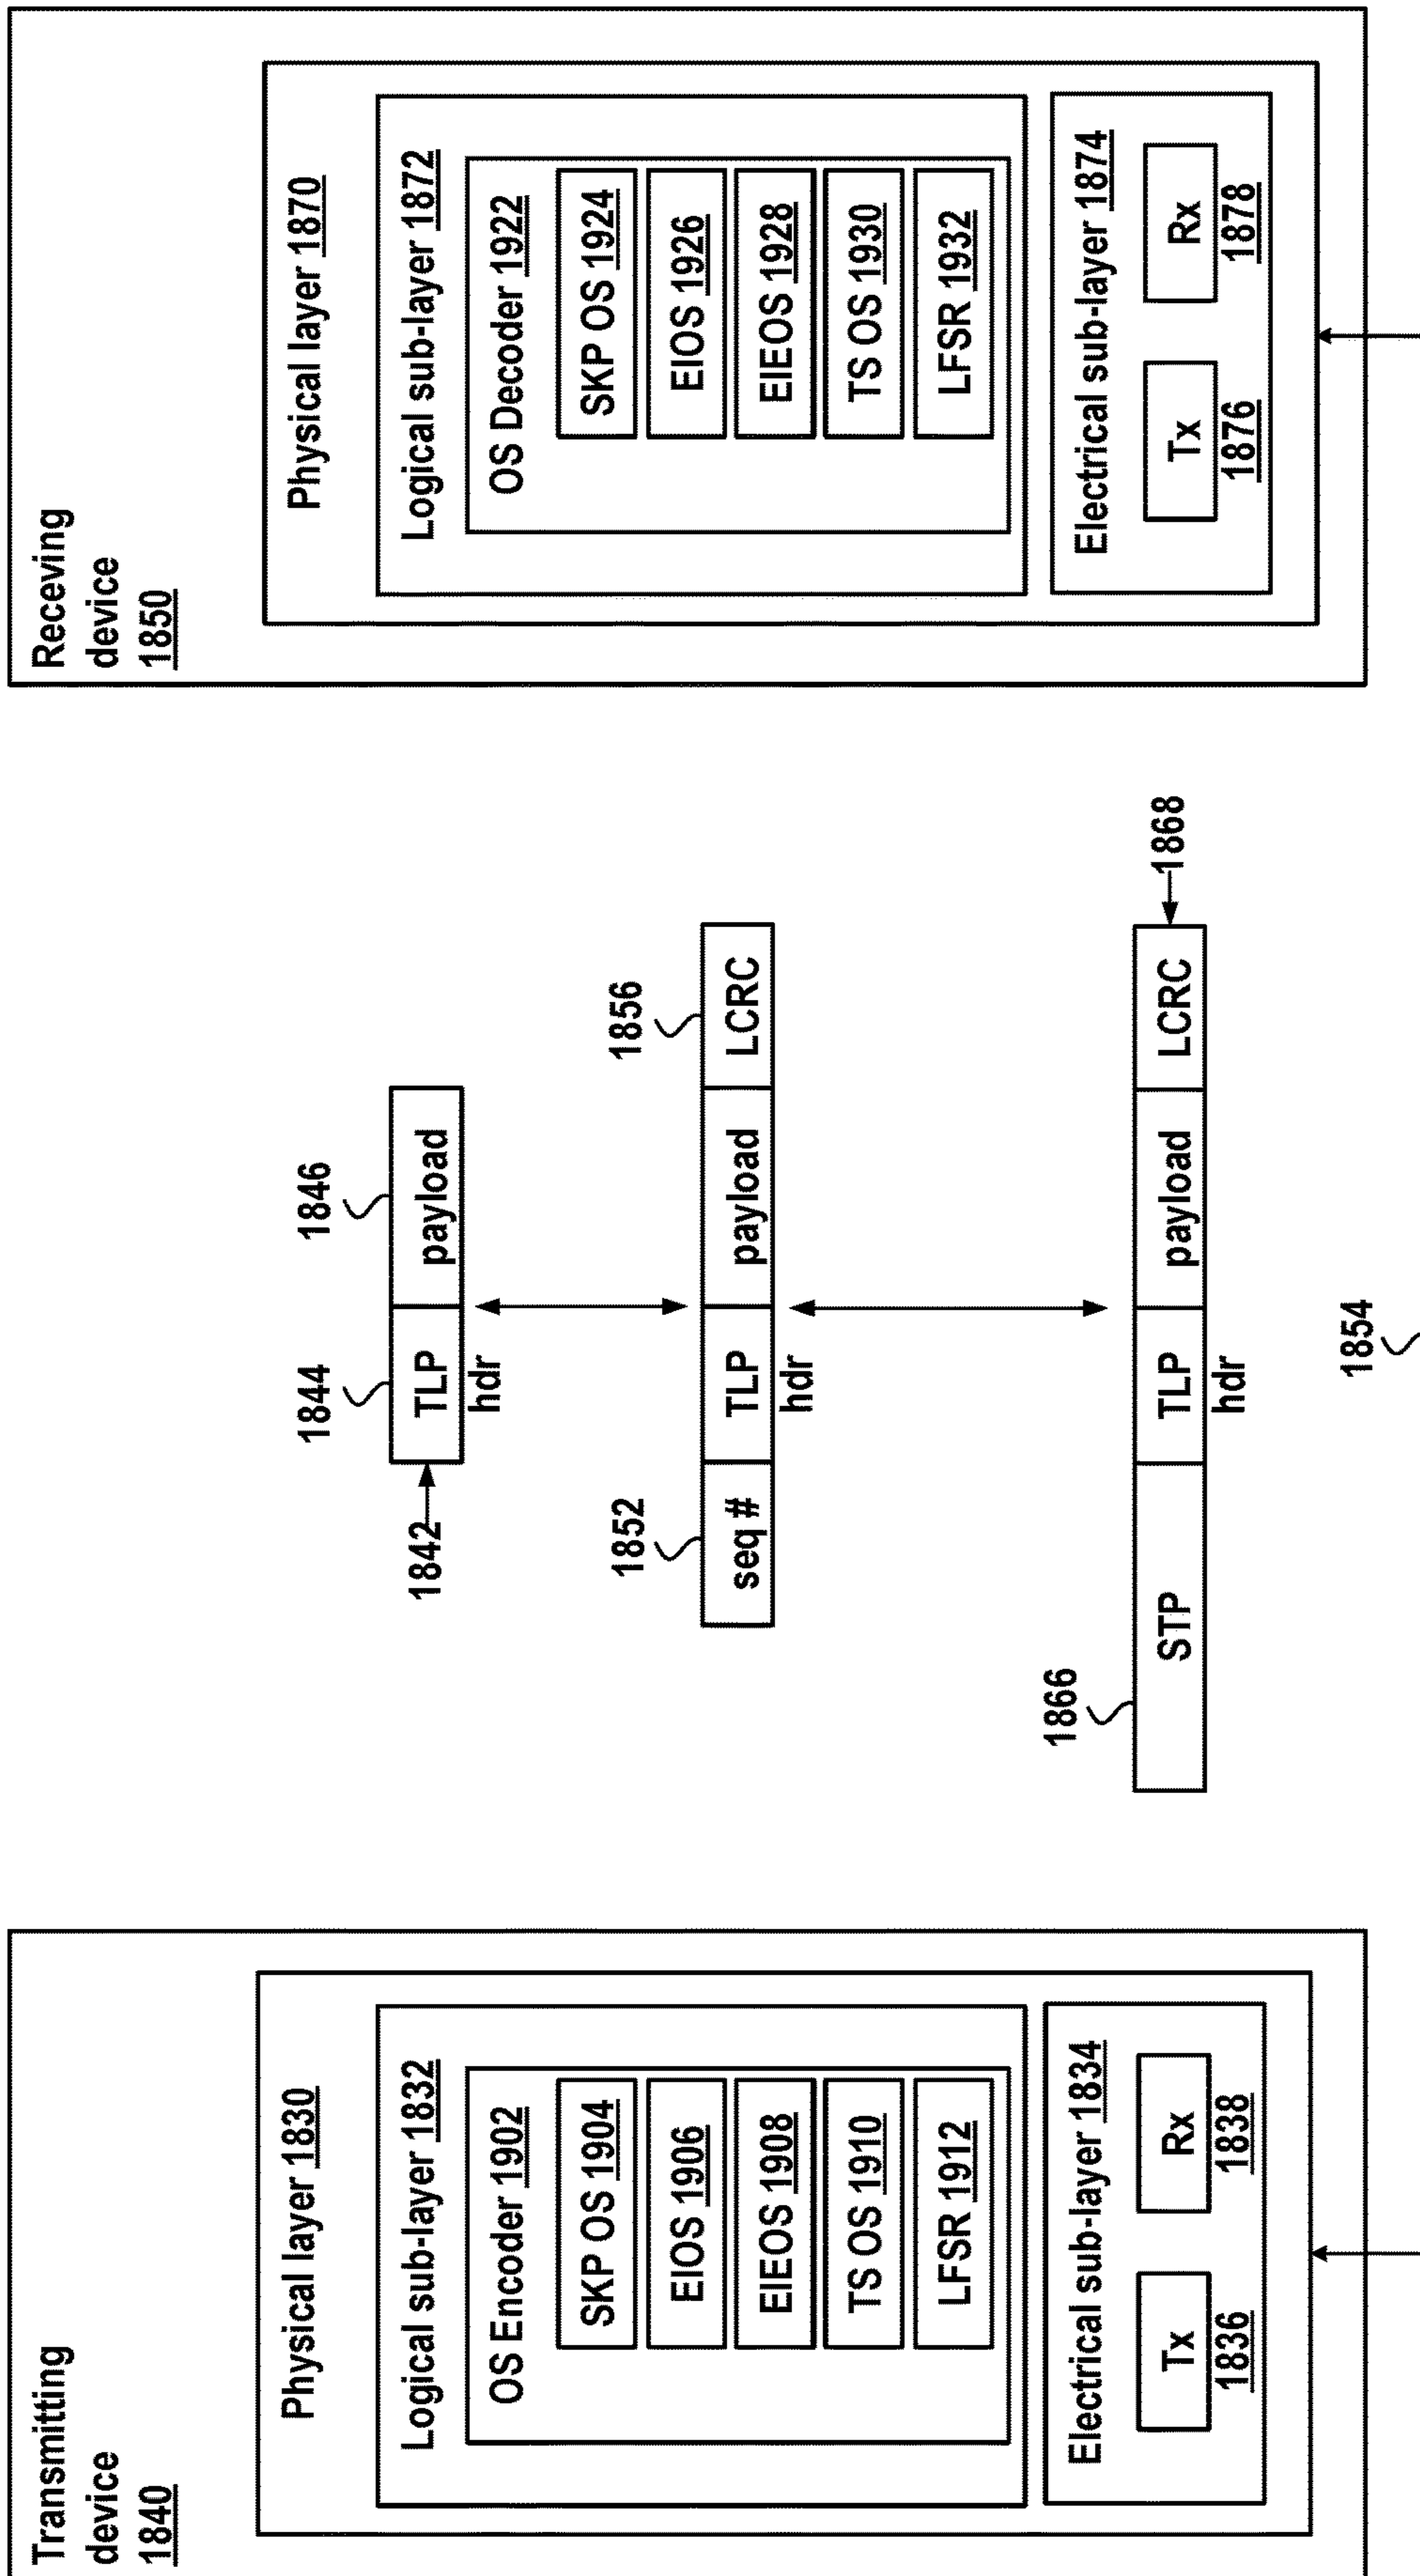 Transmitting
device
1840
Physical layer 1830
Logical sub-layer 1832
OS Encoder 1902
SKP OS 1904
EIOS 1906
EIEOS 1908
TS OS 1910
LFSR 1912
Electrical sub-layer 1834
Tx
1836
Rx
1838
1844
1846
1842
TLP
payload
hdr
1852
1856
seq #
TLP
payload
LCRC
hdr
1866
STP
TLP
payload
LCRC
1868
hdr
1854
Receving
device
1850
Physical layer 1870
Logical sub-layer 1872
OS Decoder 1922
SKP OS 1924
EIOS 1926
EIEOS 1928
TS OS 1930
LFSR 1932
Electrical sub-layer 1874
Tx
1876
Rx
1878